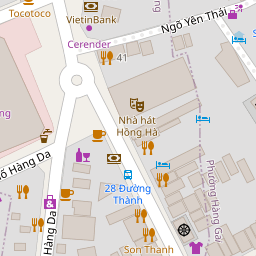 Tocotoco
VietinBank
Cerender
41
Ngõ Yên Thái
Nhà hát
Hồng Hà
Hàng Da
Phường Hàng Gai
28 Đường
Thành
Hàng Da
Son Thanh